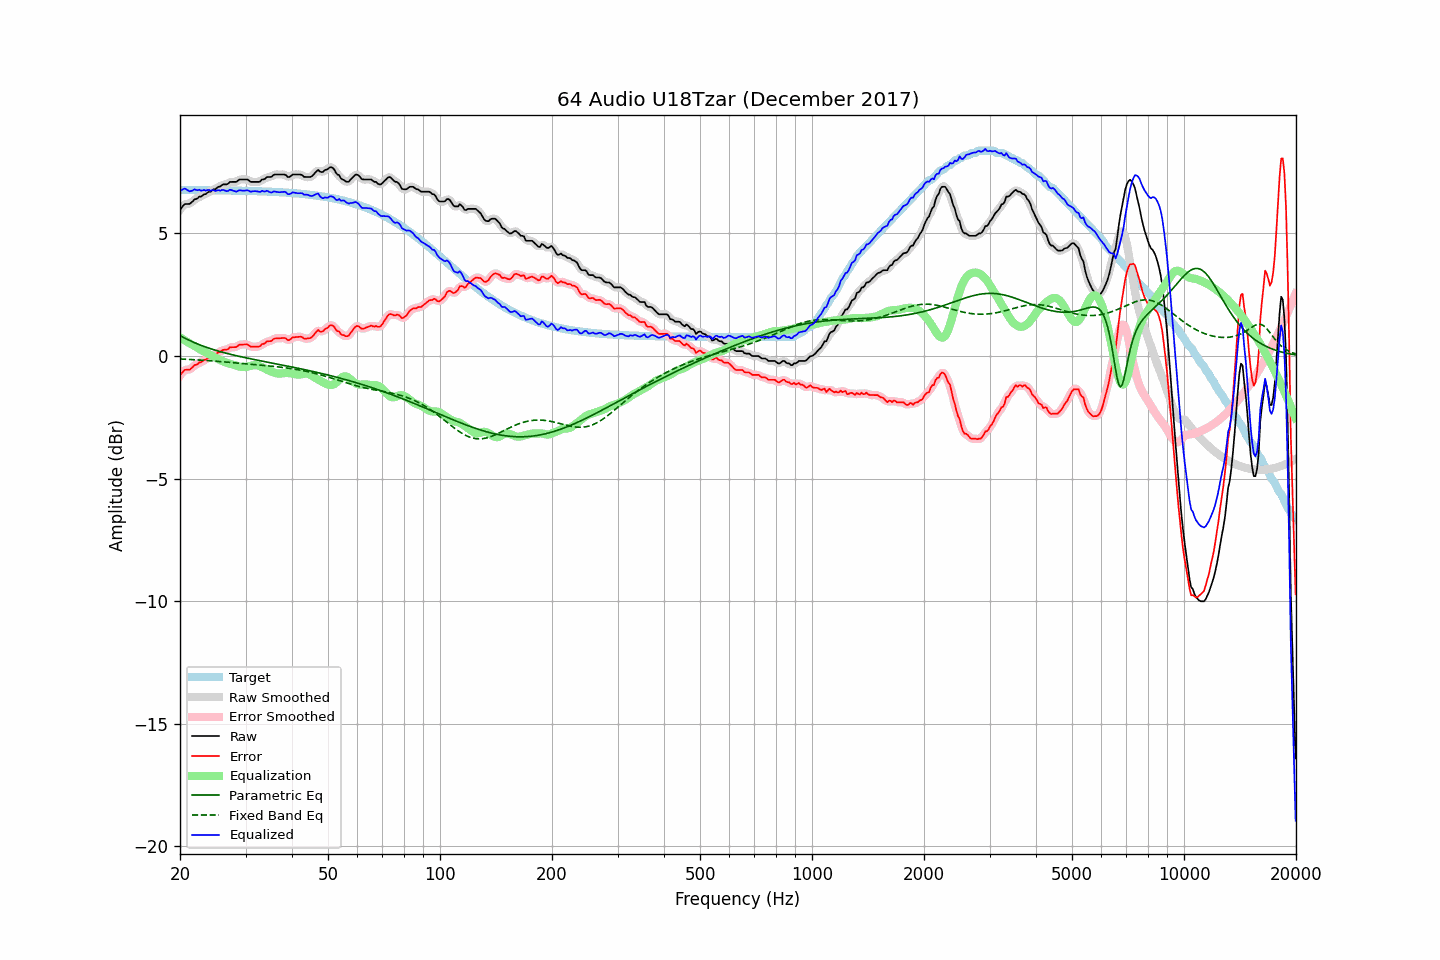 64 Audio U18Tzar (December 2017)
Amplitude (dBr)
5
0
−5
−10
−15
−20
Target
Raw Smoothed
Error Smoothed
Raw
Error
Equalization
Parametric Eq
Fixed Band Eq
Equalized
20 50 100 200 500 1000 2000 5000 10000 20000
Frequency (Hz)